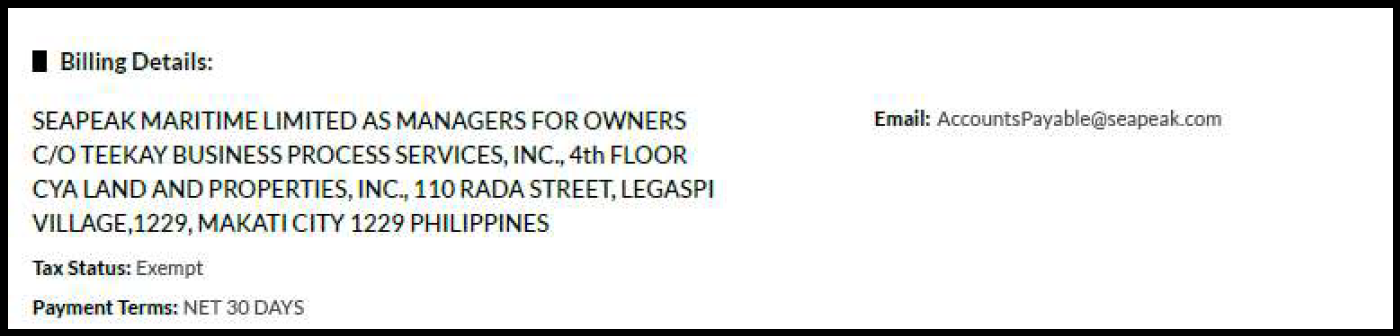 Billing Details:
SEAPEAK MARITIME LIMITED AS MANAGERS FOR OWNERS
C/O TEEKAY BUSINESS PROCESS SERVICES, INC., 4th FLOOR
CYA LAND AND PROPERTIES, INC., 110 RADA STREET, LEGASPI
VILLAGE,1229, MAKATI CITY 1229 PHILIPPINES
Tax Status: Exempt
Payment Terms: NET 30 DAYS
Email: AccountsPayable@seapeak.com